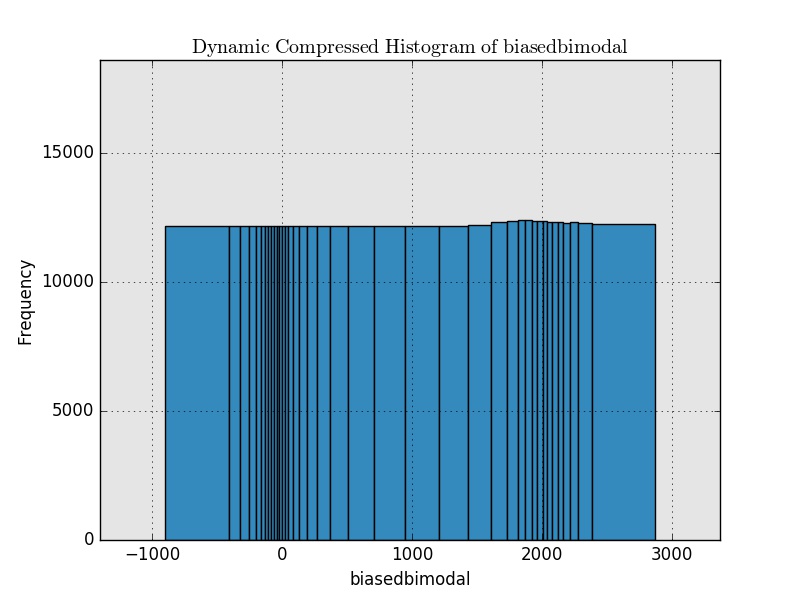 Dynamic Compressed Histogram of biasedbimodal
15000
10000
5000
0
Frequency
−1000 0 1000 2000 3000
biasedbimodal